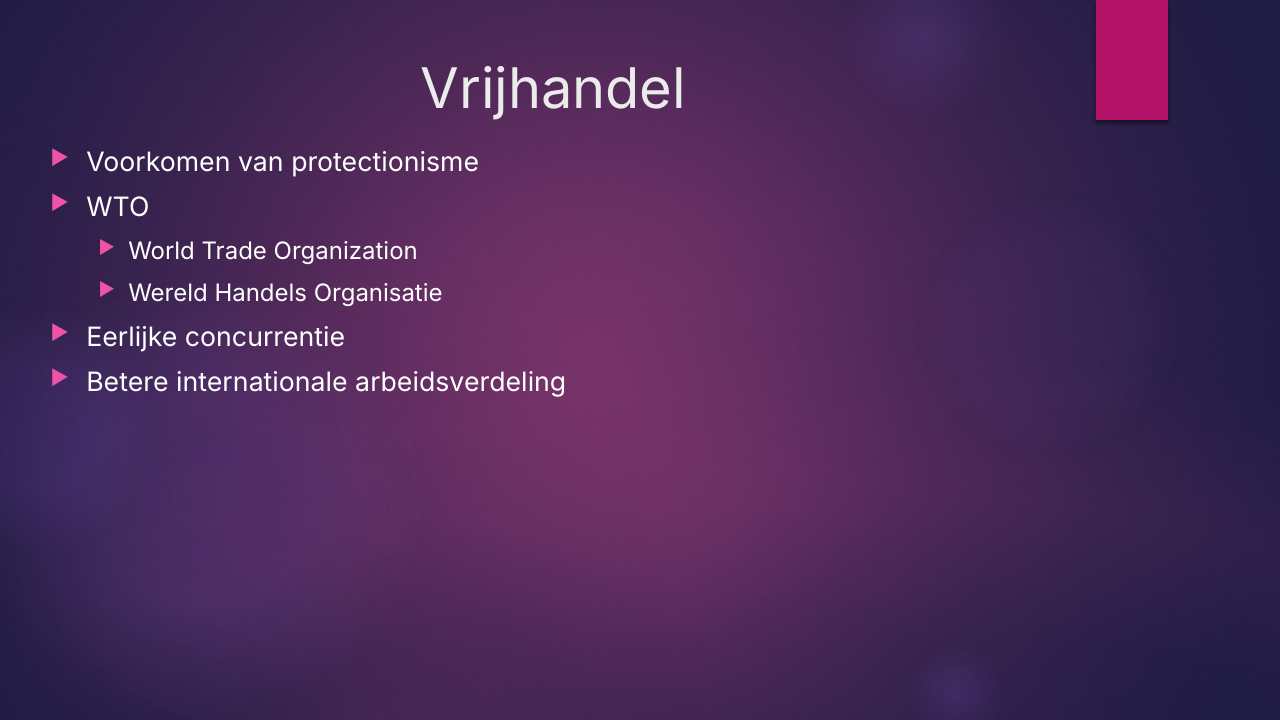 Vrijhandel
Voorkomen van protectionisme
WTO
World Trade Organization
Wereld Handels Organisatie
Eerlijke concurrentie
Betere internationale arbeidsverdeling